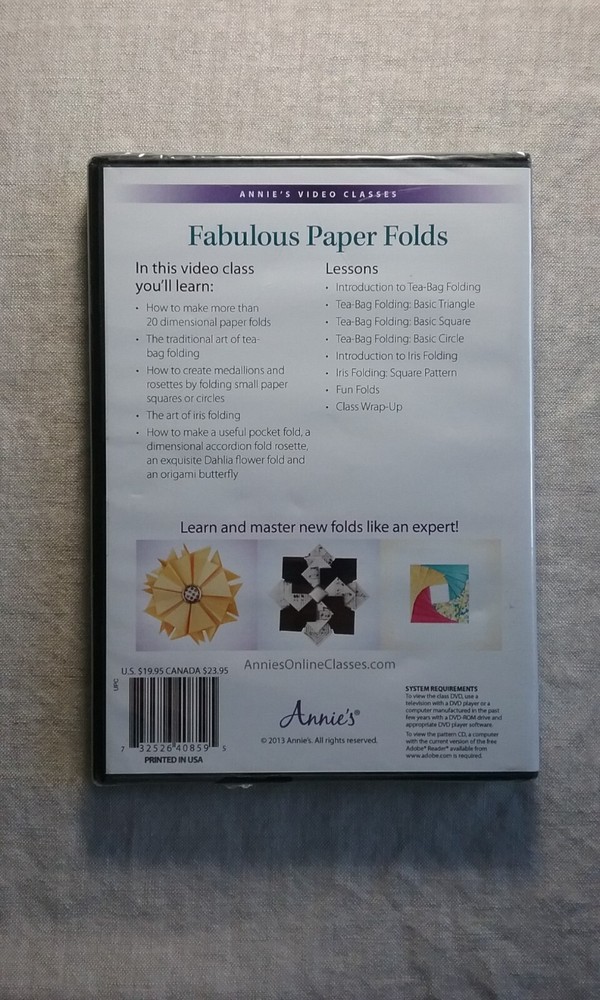 ANNIE'S VIDEO CLASSES
Fabulous Paper Folds
In this video class
you'll learn:
• How to make more than
20 dimensional paper folds
• The traditional art of tea-
bag folding
• How to create medallions and
rosettes by folding small paper
squares or circles
• The art of iris folding
• How to make a useful pocket fold, a
dimensional accordion fold rosette,
an exquisite Dahlia flower fold and
an origami butterfly
Lessons
• Introduction to Tea-Bag Folding
• Tea-Bag Folding: Basic Triangle
• Tea-Bag Folding: Basic Square
• Tea-Bag Folding: Basic Circle
• Introduction to Iris Folding
• Iris Folding: Square Pattern
• Fun Folds
• Class Wrap-Up
Learn and master new folds like an expert!
AnniesOnlineClasses.com
U.S. $19.95 CANADA $23.95
UPC
7 32526 40859 5
PRINTED IN USA
Annie's®
© 2013 Annie's. All rights reserved.
SYSTEM REQUIREMENTS
To view the class DVD, use a
television with a DVD player or a
computer manufactured in the past
few years with a DVD-ROM drive and
appropriate DVD player software.
To view the pattern CD, a computer
with the current version of the free
Adobe® Reader® available from
www.adobe.com is required.